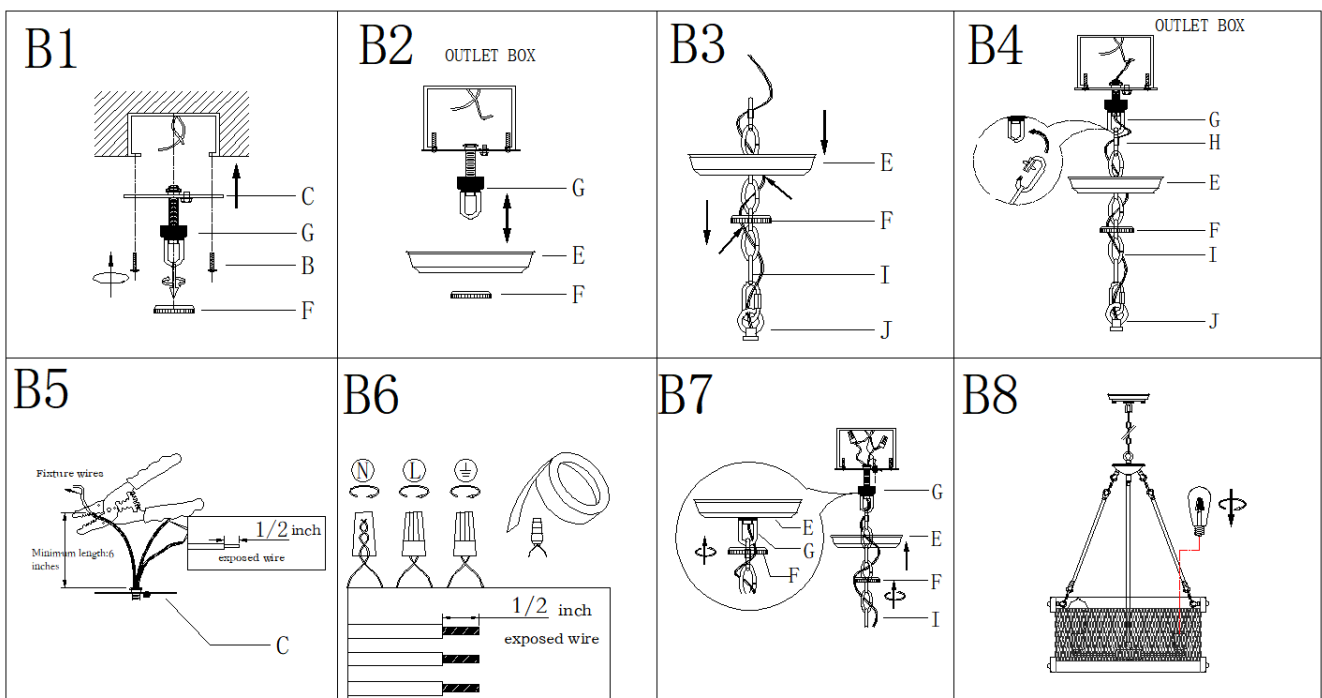 B1
C
G
B
F
B2
OUTLET BOX
G
E
F
B3
E
F
I
J
B4
OUTLET BOX
G
H
E
F
I
J
B5
Fixture wires
1/2 inch
exposed wire
Minimum length:6
inches
C
B6
N
L
1/2 inch
exposed wire
B7
G
E
G
F
E
F
I
B8